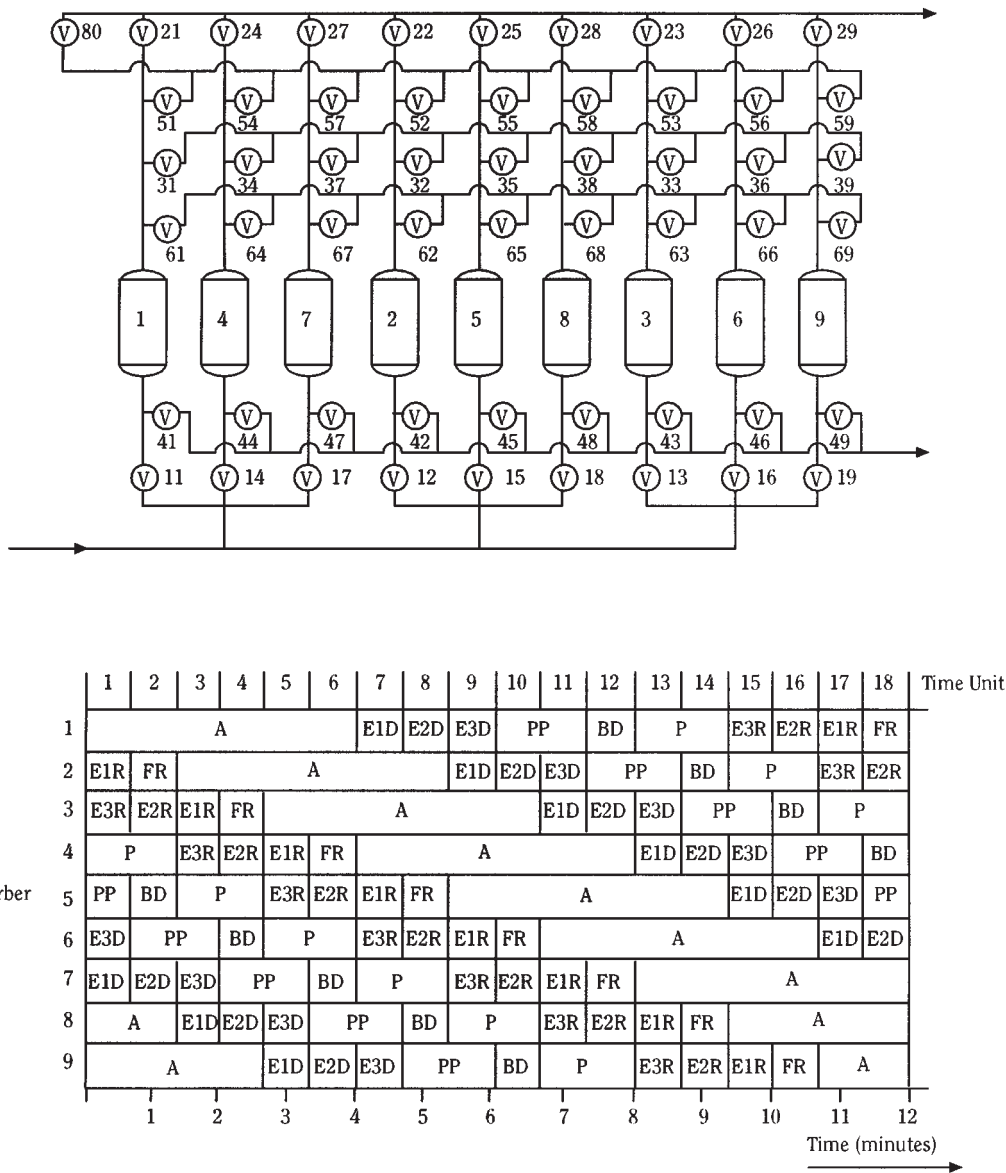 V 80 V 21 V 24 V 27 V 22 V 25 V 28 V 23 V 26 V 29
V V V V V V V V V
51 54 57 52 55 58 53 56 59
V V V V V V V V V
31 34 37 32 35 38 33 36 39
V V V V V V V V V
61 64 67 62 65 68 63 66 69
1 4 7 2 5 8 3 6 9
V V V V V V V V V
41 44 47 42 45 48 43 46 49
V 11 V 14 V 17 V 12 V 15 V 18 V 13 V 16 V 19
1 2 3 4 5 6 7 8 9 10 11 12 13 14 15 16 17 18 Time Unit
1 A E1D E2D E3D PP BD P E3R E2R E1R FR
2 E1R FR A E1D E2D E3D PP BD P E3R E2R
3 E3R E2R E1R FR A E1D E2D E3D PP BD P
4 P E3R E2R E1R FR A E1D E2D E3D PP BD
rber 5 PP BD P E3R E2R E1R FR A E1D E2D E3D PP
6 E3D PP BD P E3R E2R E1R FR A E1D E2D
7 E1D E2D E3D PP BD P E3R E2R E1R FR A
8 A E1D E2D E3D PP BD P E3R E2R E1R FR A
9 A E1D E2D E3D PP BD P E3R E2R E1R FR A
1 2 3 4 5 6 7 8 9 10 11 12
Time (minutes)